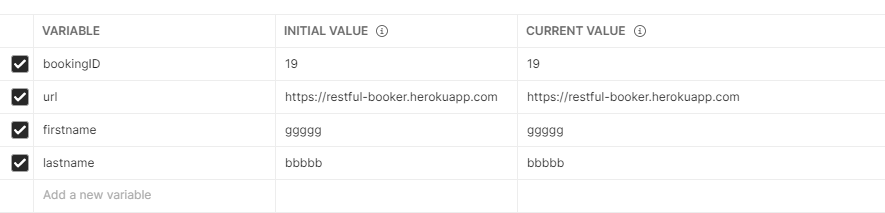 VARIABLE INITIAL VALUE CURRENT VALUE
bookingID 19 19
url https://restful-booker.herokuapp.com https://restful-booker.herokuapp.com
firstname ggggg ggggg
lastname bbbbb bbbbb
Add a new variable